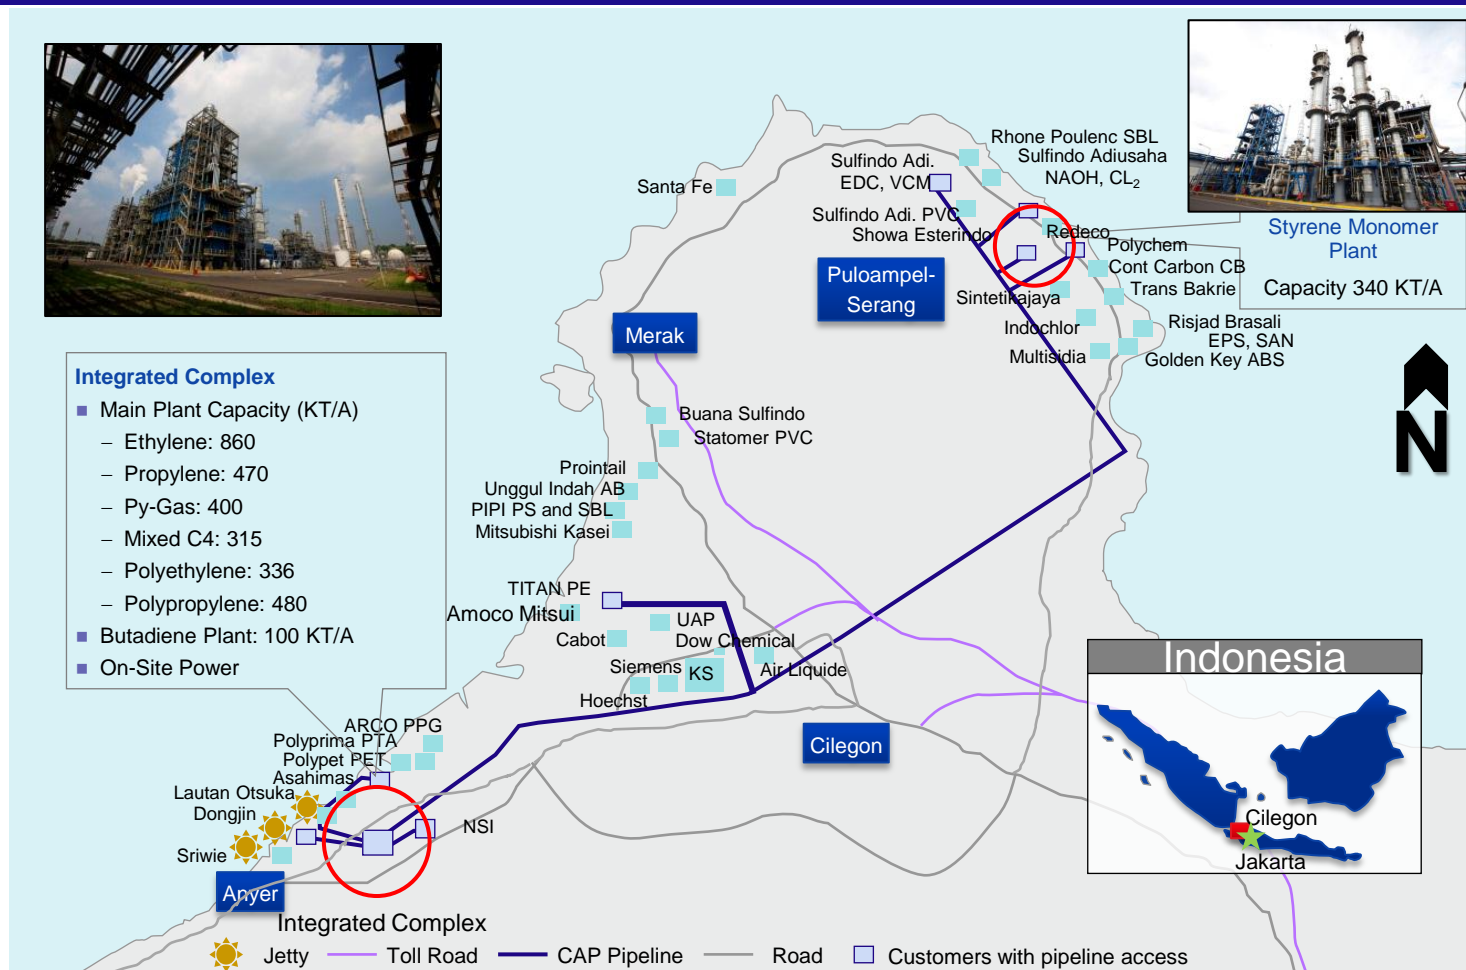 Rhone Poulenc SBL
Sulfindo Adi.
EDC, VCM
Sulfindo Adiusaha
NAOH, CL₂
Santa Fe
Sulfindo Adi. PVC
Showa Esterindo
Redeco
Styrene Monomer
Plant
Capacity 340 KT/A
Polychem
Cont Carbon CB
Trans Bakrie
Puloampel-
Serang
Sintetikajaya
Indochlor
Multisidia
Risjad Brasali
EPS, SAN
Golden Key ABS
Merak
N
Integrated Complex
Main Plant Capacity (KT/A)
– Ethylene: 860
– Propylene: 470
– Py-Gas: 400
– Mixed C4: 315
– Polyethylene: 336
– Polypropylene: 480
Butadiene Plant: 100 KT/A
On-Site Power
Buana Sulfindo
Statomer PVC
Prointail
Unggul Indah AB
PIPI PS and SBL
Mitsubishi Kasei
TITAN PE
Amoco Mitsui
UAP
Cabot
Dow Chemical
Siemens
KS
Air Liquide
Hoechst
Cilegon
ARCO PPG
Polyprima PTA
Polypet PET
Asahimas
Lautan Otsuka
Dongjin
Sriwie
NSI
Anyer
Integrated Complex
Indonesia
Cilegon
Jakarta
Jetty
Toll Road
CAP Pipeline
Road
Customers with pipeline access